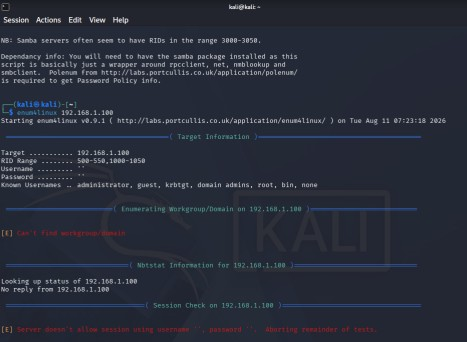 kali@kali: ~
Session Actions Edit View Help
NB: Samba servers often seem to have RIDs in the range 3000-3050.
Dependancy info: You will need to have the samba package installed as this
script is basically just a wrapper around rpcclient, net, nmblookup and
smbclient. Polenum from http://labs.portcullis.co.uk/application/polenum/
is required to get Password Policy info.
┌──(kali㉿kali)-[~]
└─$ enum4linux 192.168.1.100
Starting enum4linux v0.9.1 ( http://labs.portcullis.co.uk/application/enum4linux/ ) on Tue Aug 11 07:23:18 2026
( Target Information )
Target ........... 192.168.1.100
RID Range ........ 500-550,1000-1050
Username ......... ''
Password ......... ''
Known Usernames .. administrator, guest, krbtgt, domain admins, root, bin, none
( Enumerating Workgroup/Domain on 192.168.1.100 )
[E] Can't find workgroup/domain
( Nbtstat Information for 192.168.1.100 )
Looking up status of 192.168.1.100
No reply from 192.168.1.100
( Session Check on 192.168.1.100 )
[E] Server doesn't allow session using username '', password ''. Aborting remainder of tests.
KALI